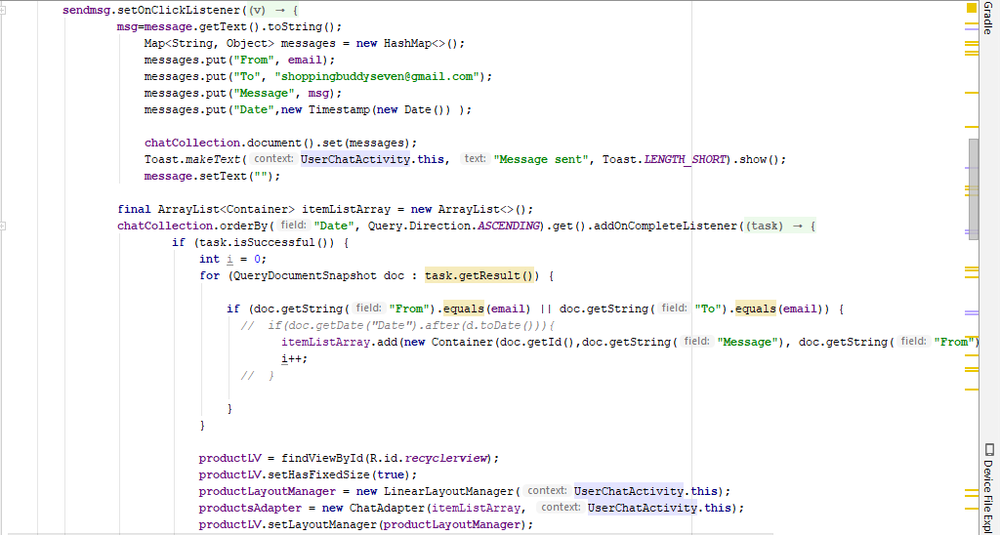 sendmsg.setOnClickListener((v) → {
msg=message.getText().toString();
Map<String, Object> messages = new HashMap<>();
messages.put("From", email);
messages.put("To", "shoppingbuddyseven@gmail.com");
messages.put("Message", msg);
messages.put("Date",new Timestamp(new Date()) );
chatCollection.document().set(messages);
Toast.makeText( context: UserChatActivity.this, text: "Message sent", Toast.LENGTH_SHORT).show();
message.setText("");
final ArrayList<Container> itemListArray = new ArrayList<>();
chatCollection.orderBy( field: "Date", Query.Direction.ASCENDING).get().addOnCompleteListener((task) → {
if (task.isSuccessful()) {
int i = 0;
for (QueryDocumentSnapshot doc : task.getResult()) {
if (doc.getString( field: "From").equals(email) || doc.getString( field: "To").equals(email)) {
// if(doc.getDate("Date").after(d.toDate())){
itemListArray.add(new Container(doc.getId(),doc.getString( field: "Message"), doc.getString( field: "From")
i++;
// }
}
}
productLV = findViewById(R.id.recyclerview);
productLV.setHasFixedSize(true);
productLayoutManager = new LinearLayoutManager( context: UserChatActivity.this);
productsAdapter = new ChatAdapter(itemListArray, context: UserChatActivity.this);
productLV.setLayoutManager(productLayoutManager);
Gradle
Device File Expl